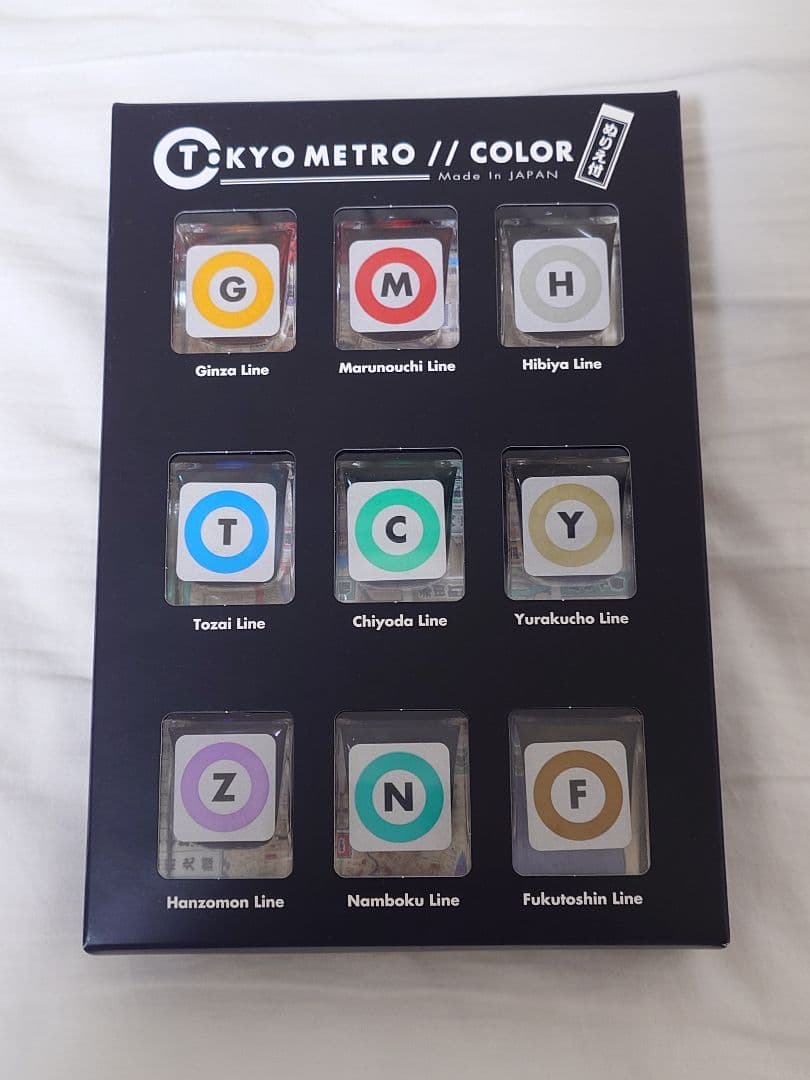 TOKYO METRO // COLOR
Made In JAPAN
ぬりえ付
G
M
H
Ginza Line
Marunouchi Line
Hibiya Line
T
C
Y
Tozai Line
Chiyoda Line
Yurakucho Line
Z
N
F
Hanzomon Line
Namboku Line
Fukutoshin Line